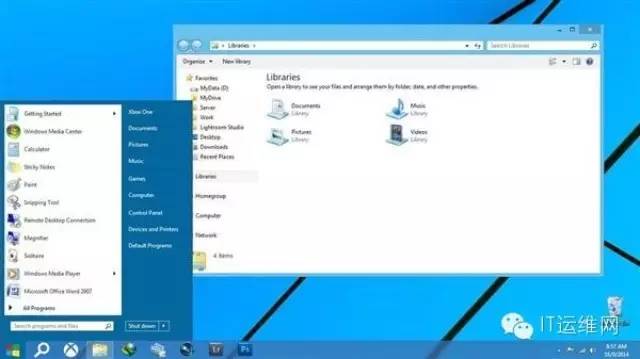 Libraries
Search Libraries
Organize
New library
Favorites
MyData (D)
MyDrive
Server
Work
Lightroom Studio
Desktop
Downloads
Recent Places
Libraries
Homegroup
Computer
Network
4 items
Libraries
Open a library to see your files and arrange them by folder, date, and other properties.
Documents
Library
Music
Library
Pictures
Library
Videos
Library
Getting Started
Windows Media Center
Calculator
Sticky Notes
Paint
Snipping Tool
Remote Desktop Connection
Magnifier
Solitaire
Windows Media Player
Microsoft Office Word 2007
All Programs
Search programs and files
Xbox One
Documents
Pictures
Music
Games
Computer
Control Panel
Devices and Printers
Default Programs
Shut down
Lr
Ps
IT运维网
8:57 AM